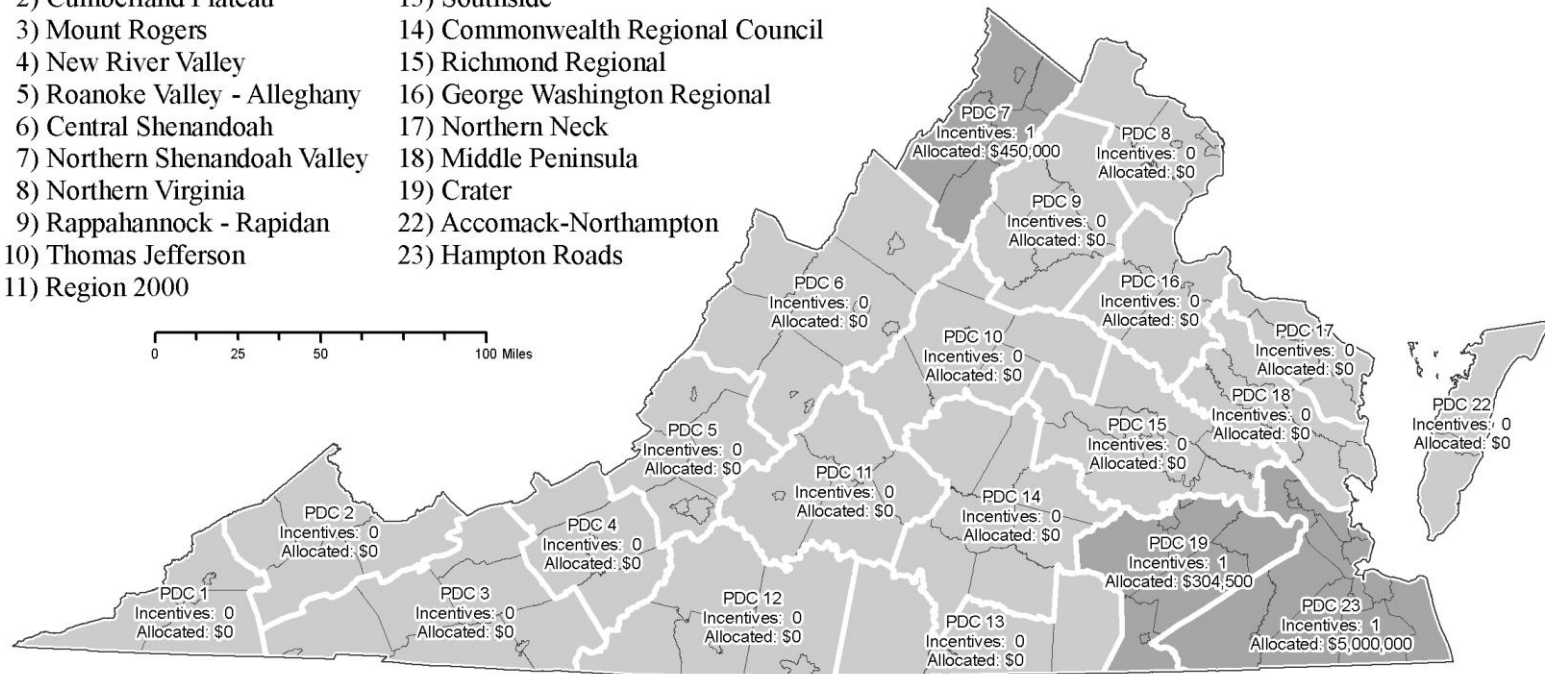 2) Cumberland Plateau
3) Mount Rogers
4) New River Valley
5) Roanoke Valley - Alleghany
6) Central Shenandoah
7) Northern Shenandoah Valley
8) Northern Virginia
9) Rappahannock - Rapidan
10) Thomas Jefferson
11) Region 2000
13) Southside
14) Commonwealth Regional Council
15) Richmond Regional
16) George Washington Regional
17) Northern Neck
18) Middle Peninsula
19) Crater
22) Accomack-Northampton
23) Hampton Roads
0 25 50 100 Miles
PDC 7
Incentives: 1
Allocated: $450,000
PDC 8
Incentives: 0
Allocated: $0
PDC 9
Incentives: 0
Allocated: $0
PDC 6
Incentives: 0
Allocated: $0
PDC 16
Incentives: 0
Allocated: $0
PDC 10
Incentives: 0
Allocated: $0
PDC 17
Incentives: 0
Allocated: $0
PDC 18
Incentives: 0
Allocated: $0
PDC 22
Incentives: 0
Allocated: $0
PDC 5
Incentives: 0
Allocated: $0
PDC 15
Incentives: 0
Allocated: $0
PDC 11
Incentives: 0
Allocated: $0
PDC 14
Incentives: 0
Allocated: $0
PDC 2
Incentives: 0
Allocated: $0
PDC 4
Incentives: 0
Allocated: $0
PDC 19
Incentives: 1
Allocated: $304,500
PDC 1
Incentives: 0
Allocated: $0
PDC 3
Incentives: 0
Allocated: $0
PDC 12
Incentives: 0
Allocated: $0
PDC 13
Incentives: 0
Allocated: $0
PDC 23
Incentives: 1
Allocated: $5,000,000